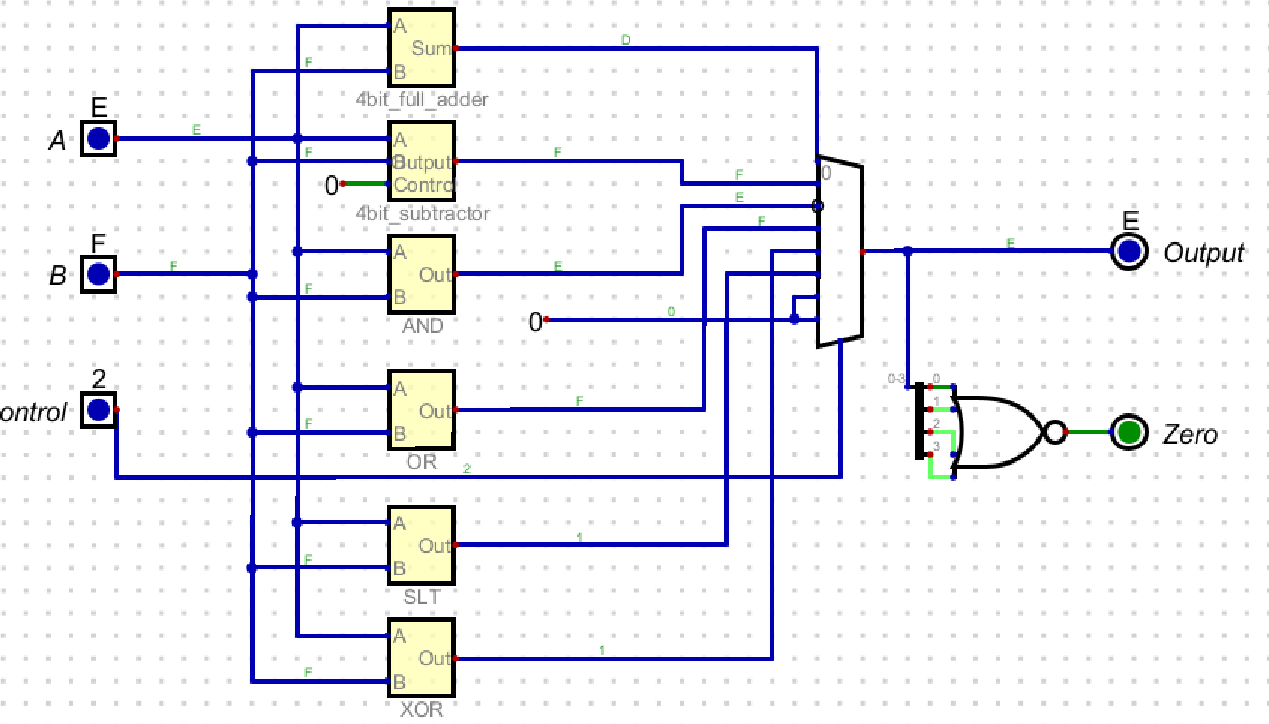 A
Sum
D
F
B
4bit_full_adder
E
A
E
A
F
B
Output
F
0
Control
F
0
4bit_subtractor
E
F
F
B
F
A
Out
E
F
B
AND
0
0
E
E
Output
2
ontrol
A
Out
F
F
B
OR
2
0-3
0
1
2
3
Zero
A
Out
1
F
B
SLT
A
Out
1
F
B
XOR